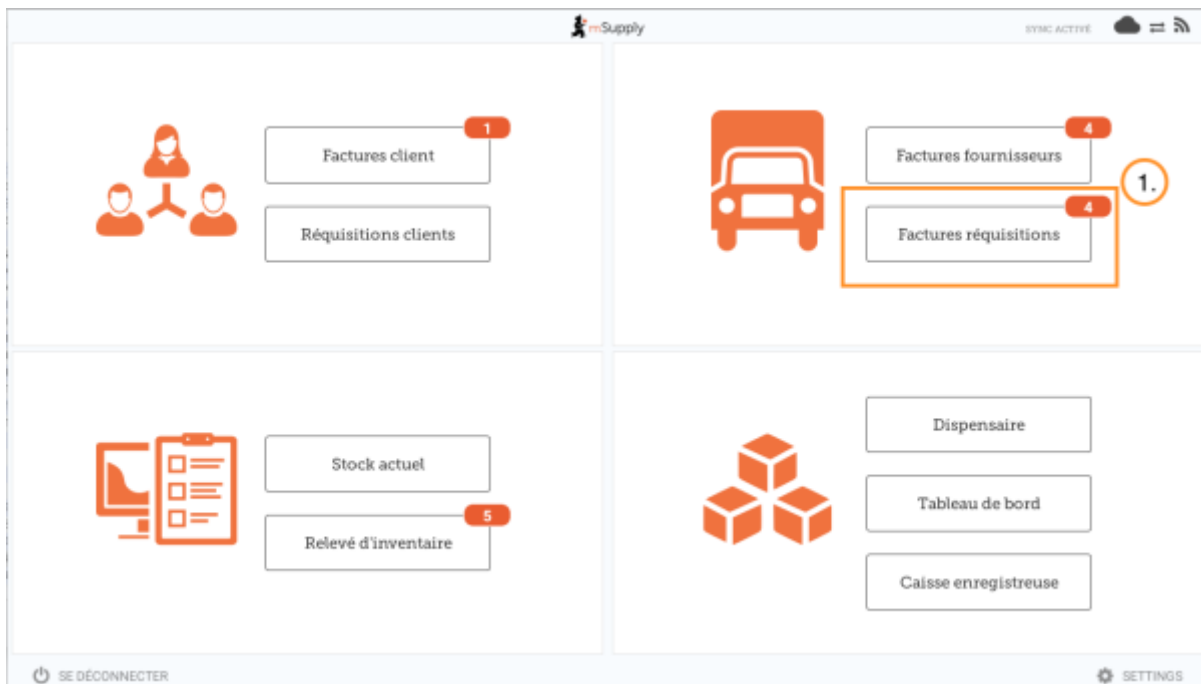 mSupply
SYNC ACTIVÉ
1
Factures client
Réquisitions clients
4
Factures fournisseurs
1.
4
Factures réquisitions
Stock actuel
5
Relevé d'inventaire
Dispensaire
Tableau de bord
Caisse enregistreuse
SE DÉCONNECTER
SETTINGS